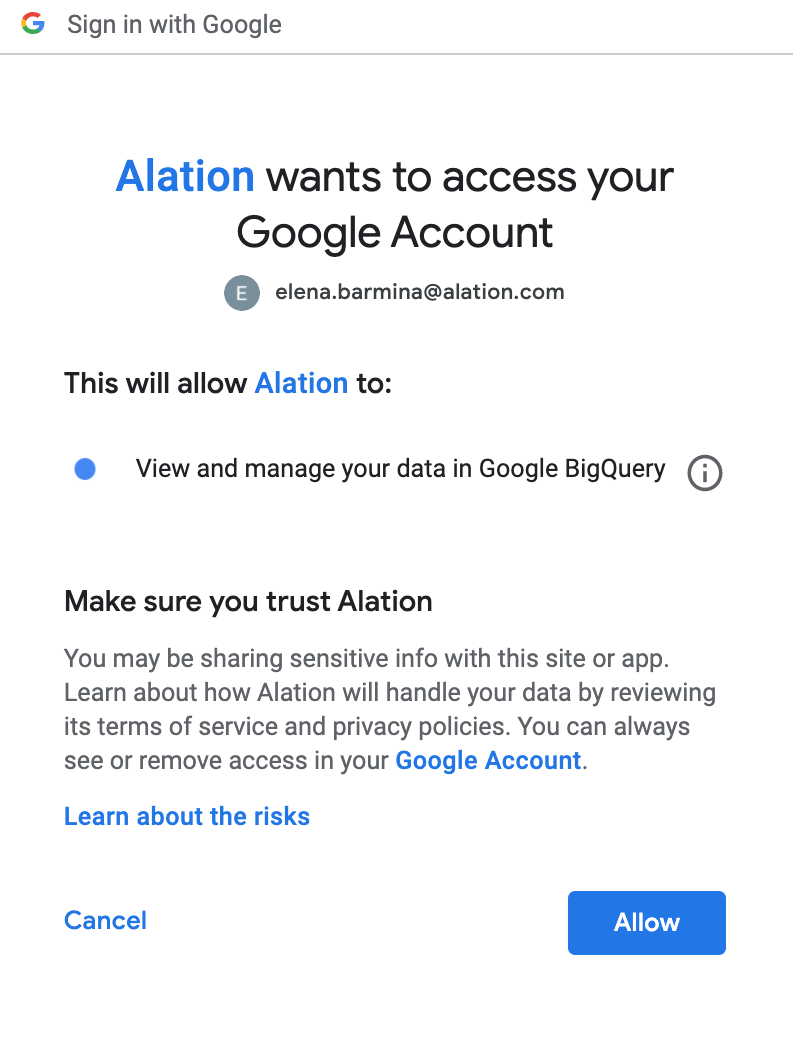 Sign in with Google
Alation wants to access your
Google Account
E elena.barmina@alation.com
This will allow Alation to:
View and manage your data in Google BigQuery
Make sure you trust Alation
You may be sharing sensitive info with this site or app.
Learn about how Alation will handle your data by reviewing
its terms of service and privacy policies. You can always
see or remove access in your Google Account.
Learn about the risks
Cancel
Allow